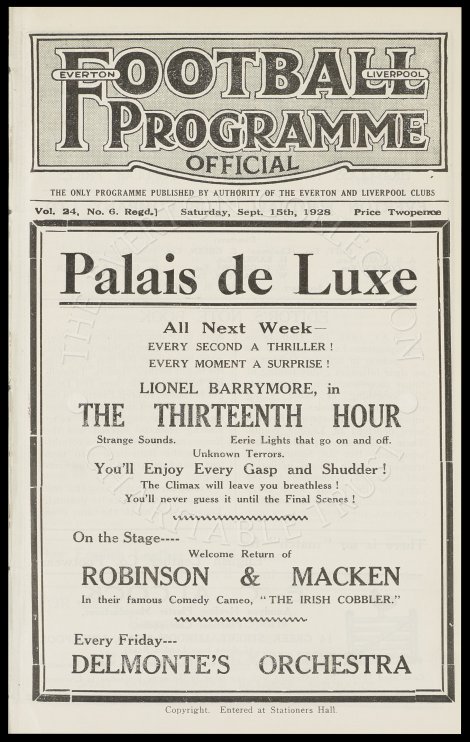 FOOTBALL
EVERTON LIVERPOOL
PROGRAMME
OFFICIAL
THE ONLY PROGRAMME PUBLISHED BY AUTHORITY OF THE EVERTON AND LIVERPOOL CLUBS
Vol. 24, No. 6. Regd.] Saturday, Sept. 15th, 1928 Price Twopence
Palais de Luxe
All Next Week—
EVERY SECOND A THRILLER !
EVERY MOMENT A SURPRISE !
LIONEL BARRYMORE, in
THE THIRTEENTH HOUR
Strange Sounds. Eerie Lights that go on and off.
Unknown Terrors.
You'll Enjoy Every Gasp and Shudder !
The Climax will leave you breathless !
You'll never guess it until the Final Scenes !
On the Stage----
Welcome Return of
ROBINSON & MACKEN
In their famous Comedy Cameo, "THE IRISH COBBLER."
Every Friday---
DELMONTE'S ORCHESTRA
Copyright. Entered at Stationers Hall.
THE EVERTON COLLECTION
CHARITABLE TRUST